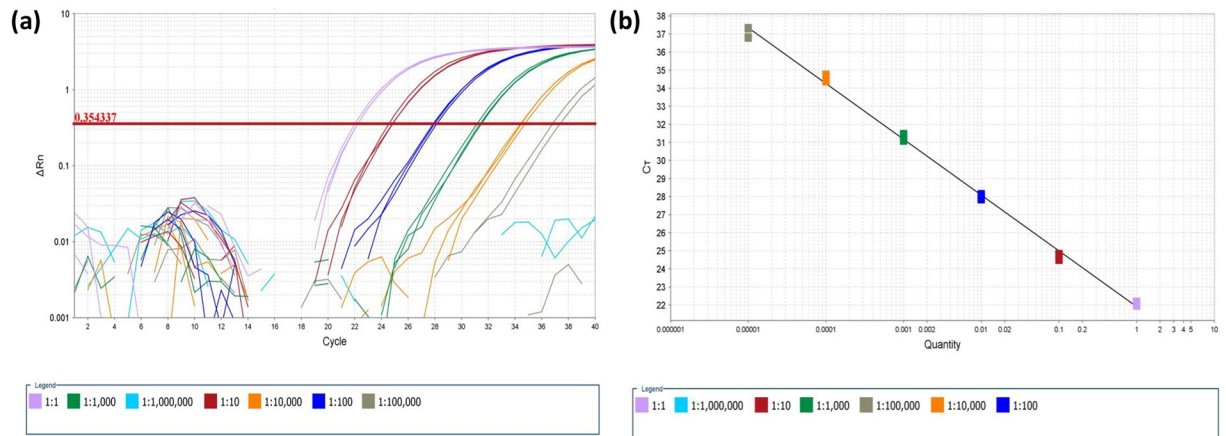 (a)
10
1
0.354337
0.1
0.01
0.001
ΔRn
2 4 6 8 10 12 14 16 18 20 22 24 26 28 30 32 34 36 38 40
Cycle
Legend
1:1 1:1,000 1:1,000,000 1:10 1:10,000 1:100 1:100,000
(b)
38
37
36
35
34
33
32
31
30
29
28
27
26
25
24
23
22
Cт
0.000001 0.00001 0.0001 0.001 0.002 0.01 0.02 0.1 0.2 1 2 3 4 5 10
Quantity
Legend
1:1 1:1,000,000 1:10 1:1,000 1:100,000 1:10,000 1:100